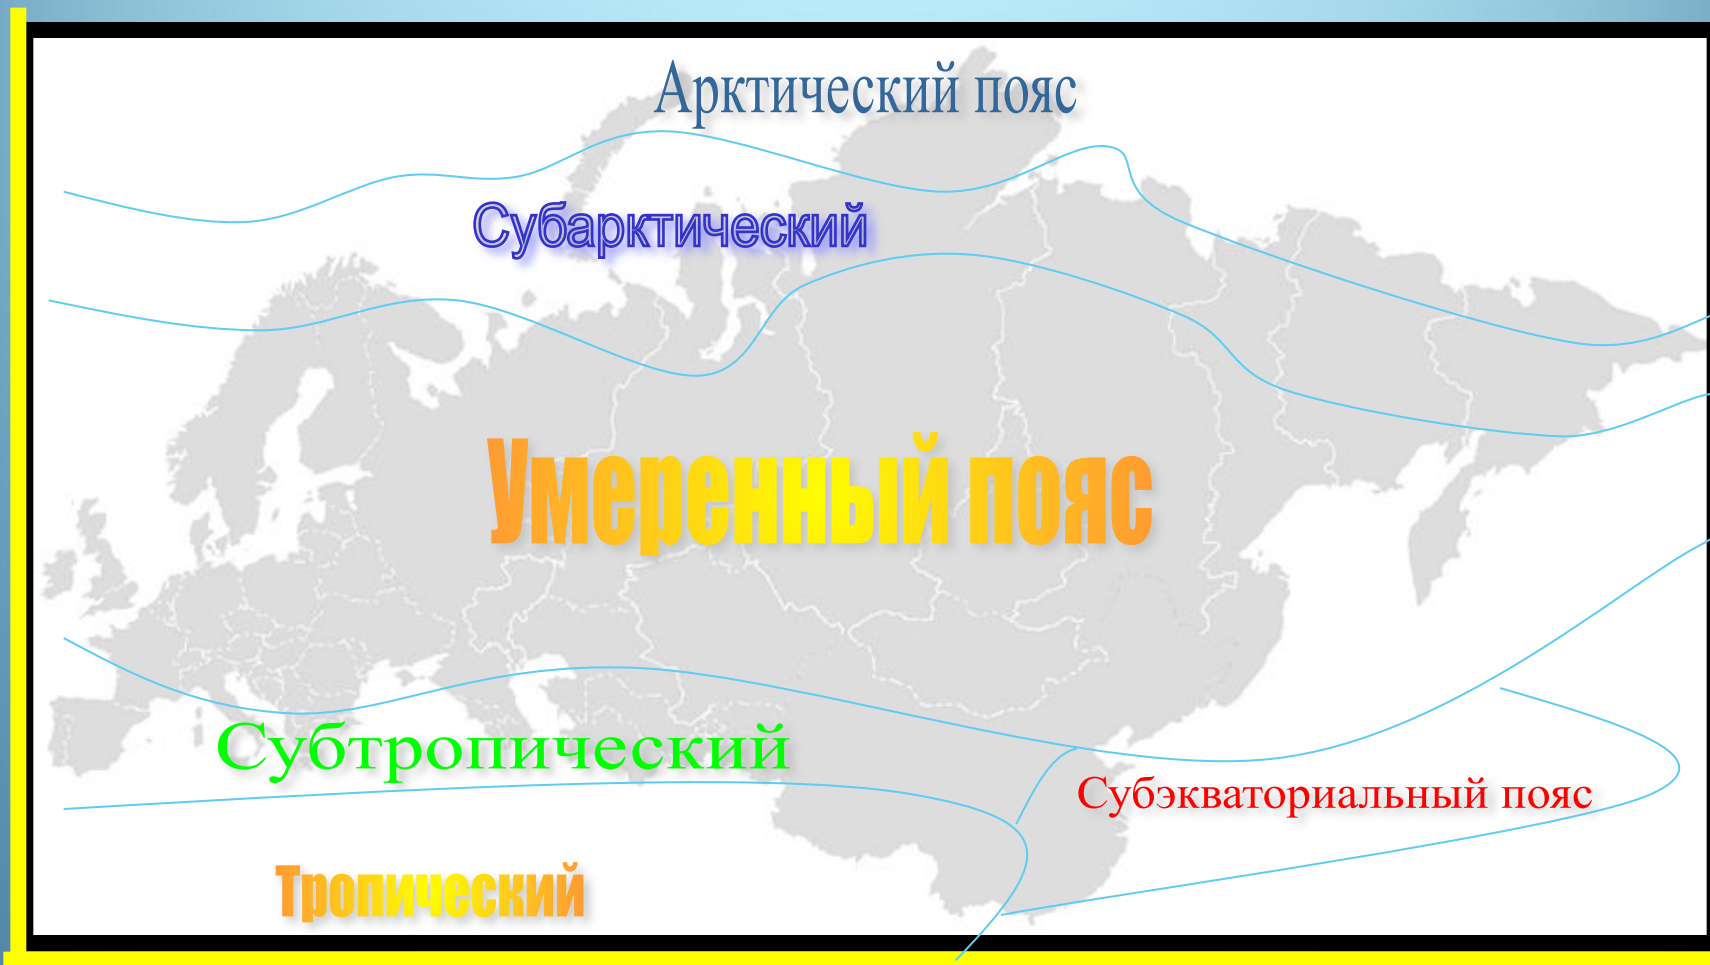 Арктический пояс
Субарктический
Умеренный пояс
Субтропический
Субэкваториальный пояс
Тропический